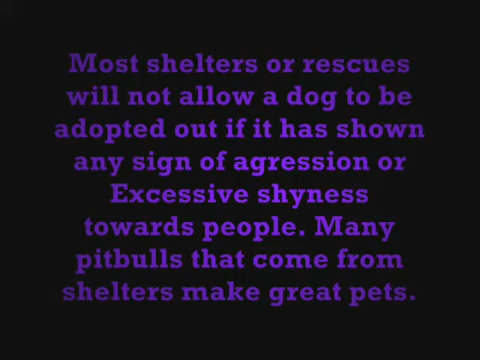 Most shelters or rescues
will not allow a dog to be
adopted out if it has shown
any sign of agression or
Excessive shyness
towards people. Many
pitbulls that come from
shelters make great pets.